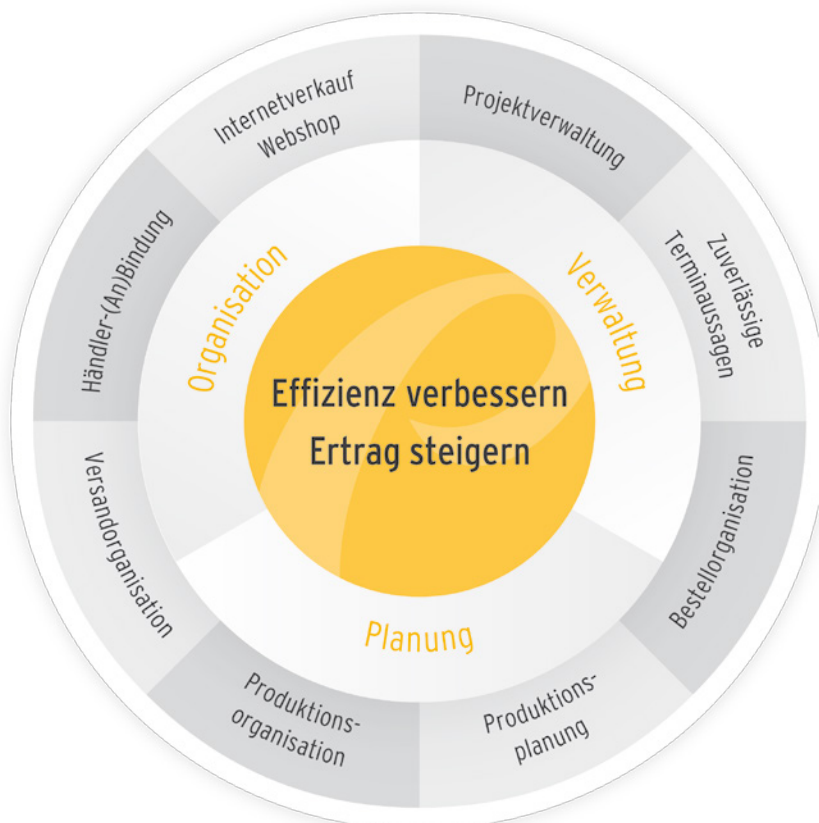 Internetverkauf
Webshop
Projektverwaltung
Zuverlässige
Terminaussagen
Bestellorganisation
Produktions-
planung
Produktions-
organisation
Versandorganisation
Händler-(An)Bindung
Organisation
Verwaltung
Planung
Effizienz verbessern
Ertrag steigern